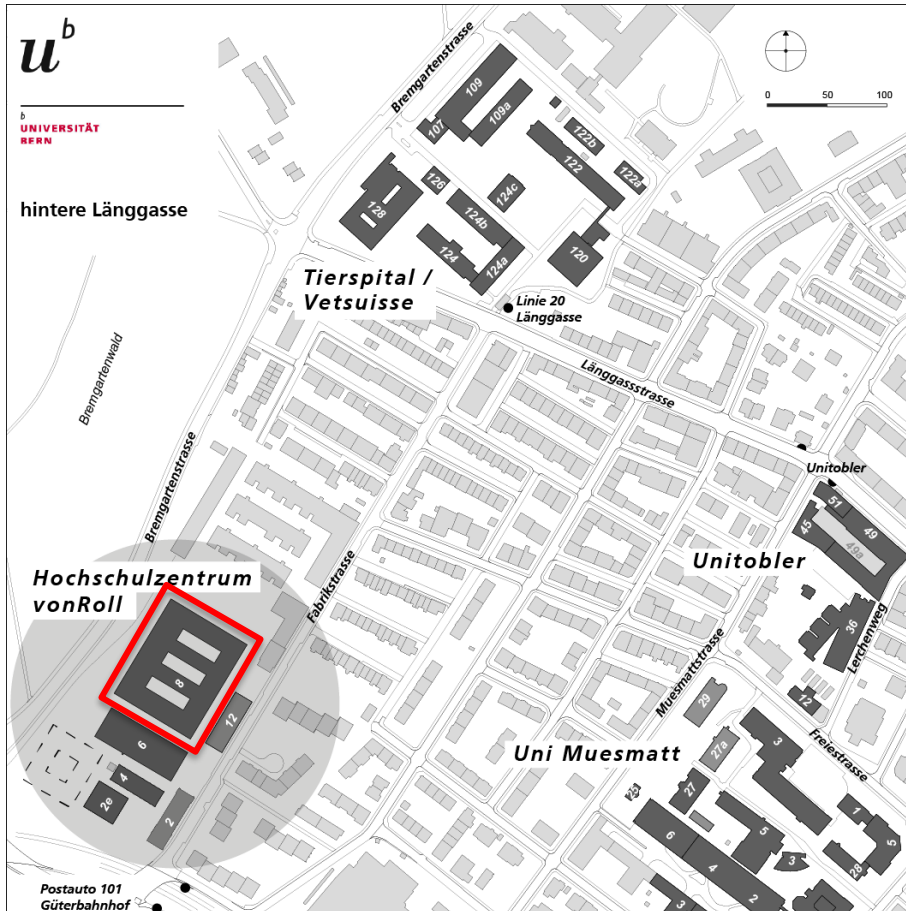 u^b
b
UNIVERSITÄT
BERN
hintere Länggasse
0 50 100
Bremgartenstrasse
109
109a
107
122b
122
122a
126
124c
128
124b
124
124a
120
Tierspital /
Vetsuisse
Linie 20
Länggasse
Bremgartenwald
Länggassstrasse
Bremgartenstrasse
Unitobler
51
45
49
49a
Unitobler
Hochschulzentrum
vonRoll
Fabrikstrasse
36
Lerchenweg
8
Muesmattstrasse
29
12
12
3
Freiestrasse
6
Uni Muesmatt
27a
4
25
27
2e
2
1
6
5
5
4
3
28
3
2
Postauto 101
Güterbahnhof